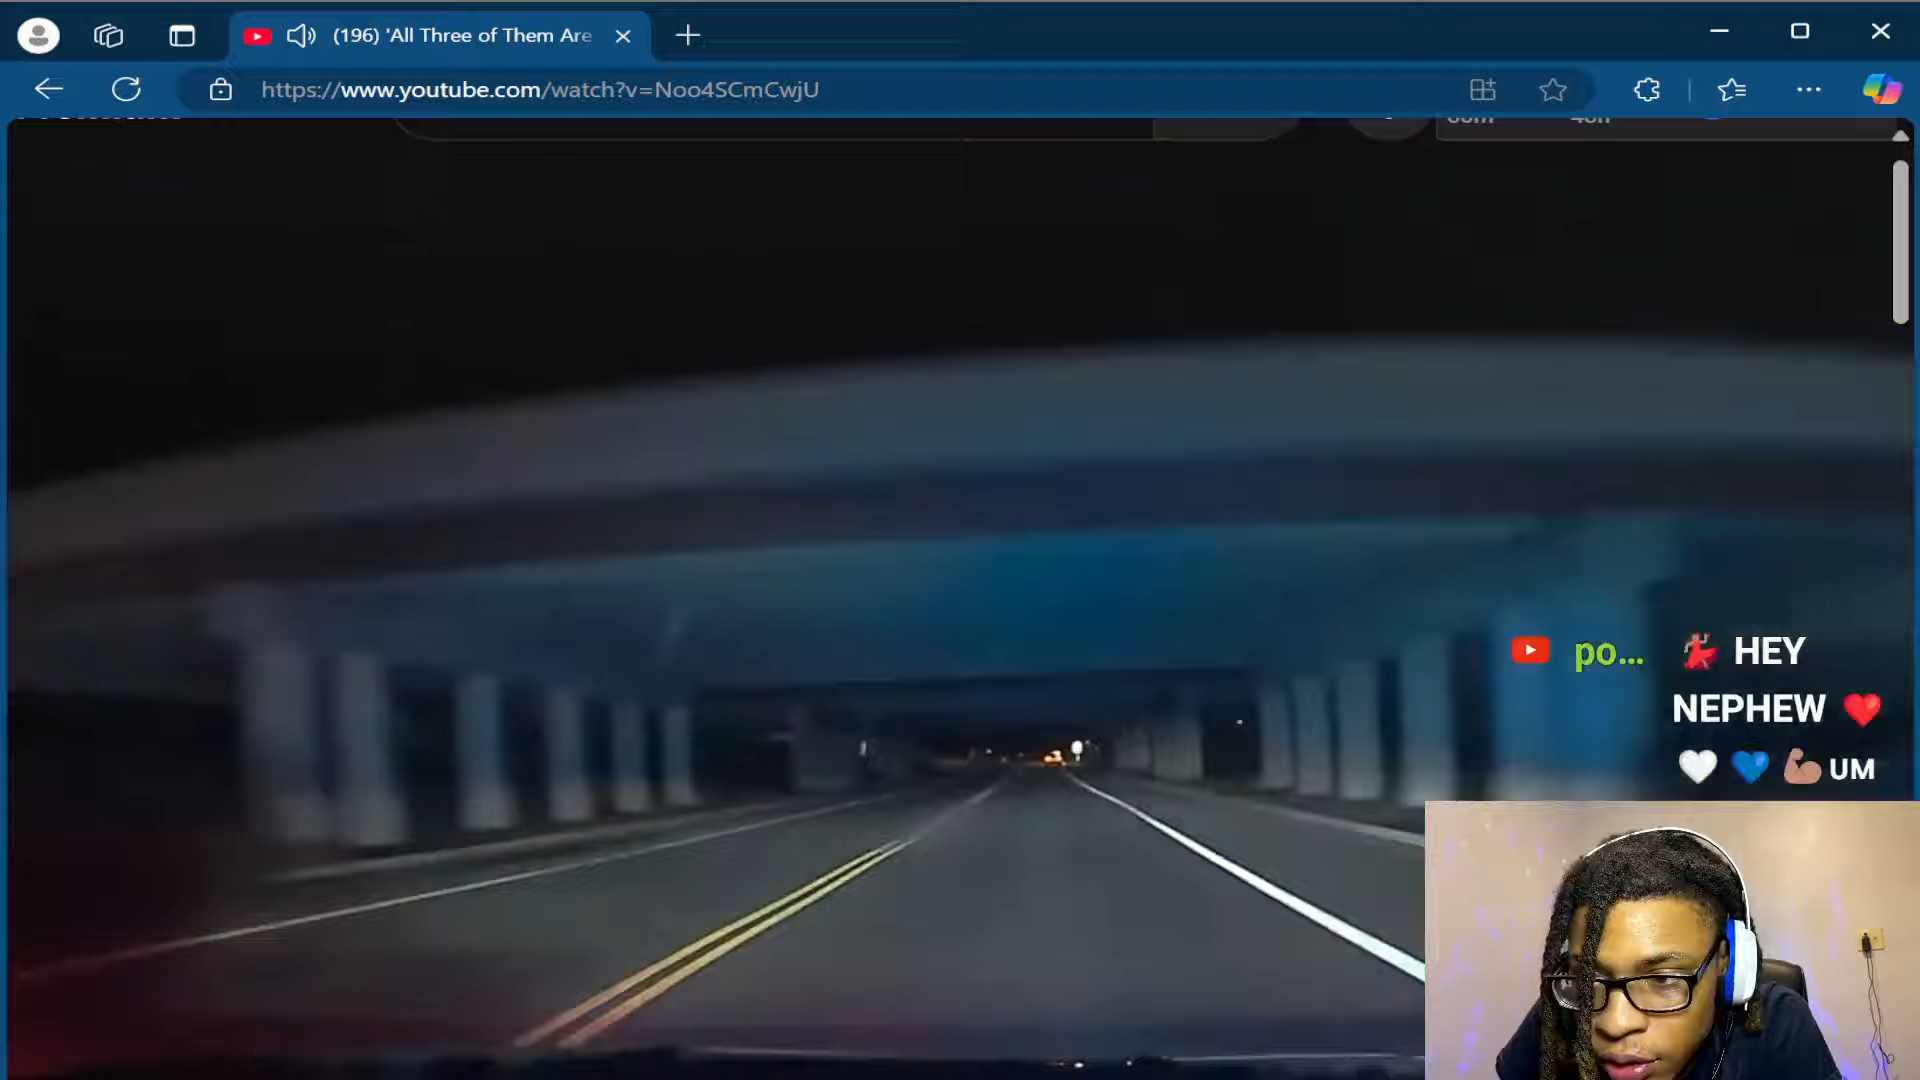 (196) 'All Three of Them Are
https://www.youtube.com/watch?v=Noo4SCmCwjU
po... HEY
NEPHEW
UM